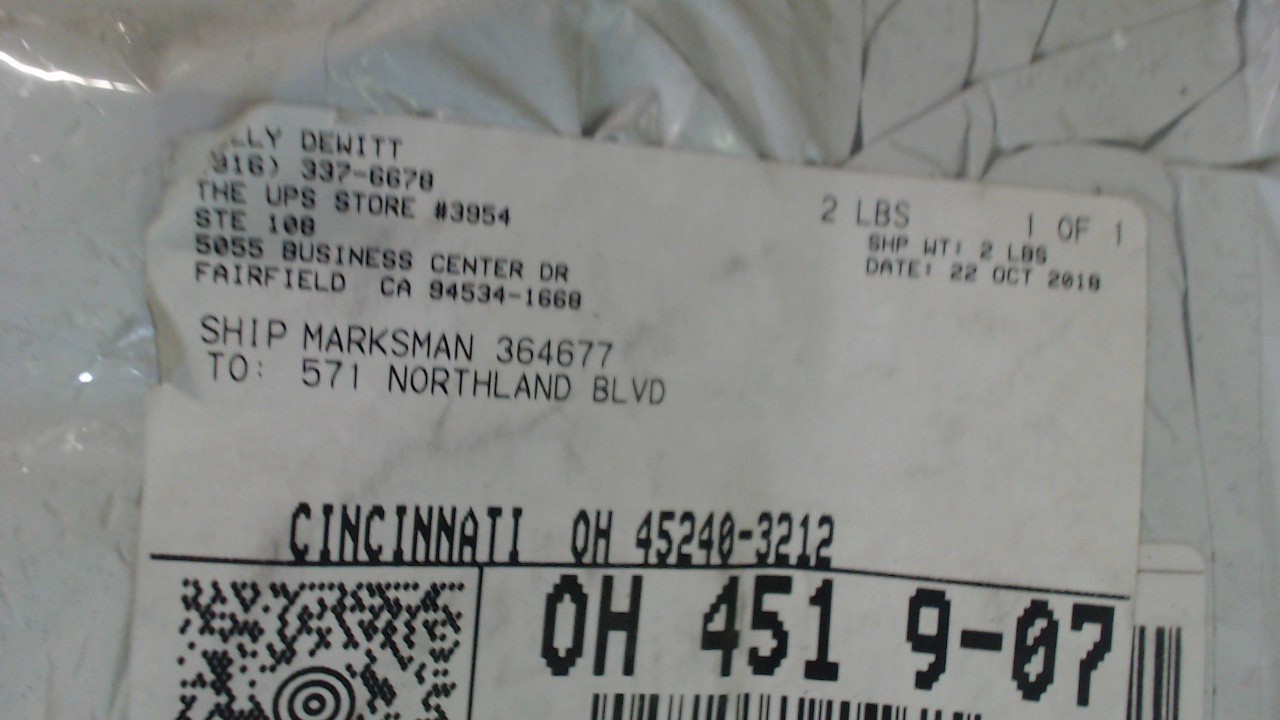 LLY DEWITT
916) 337-6670
THE UPS STORE #3954
STE 108
5055 BUSINESS CENTER DR
FAIRFIELD CA 94534-1668
2 LBS 1 OF 1
SHP WT: 2 LBS
DATE: 22 OCT 2018
SHIP MARKSMAN 364677
TO: 571 NORTHLAND BLVD
CINCINNATI OH 45240-3212
OH 451 9-07